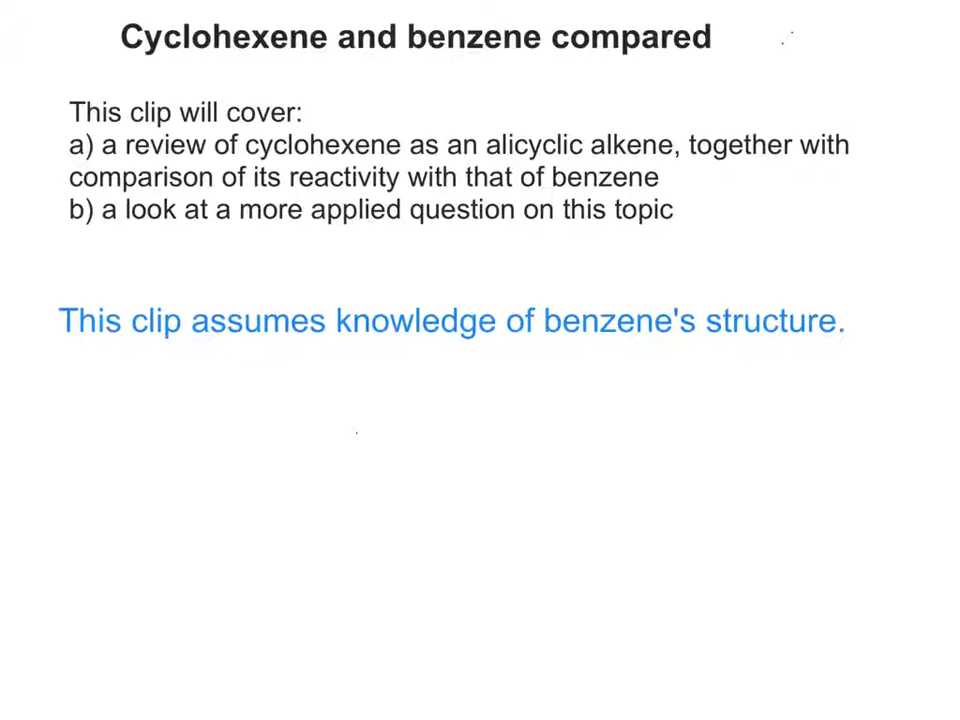 Cyclohexene and benzene compared
This clip will cover:
a) a review of cyclohexene as an alicyclic alkene, together with
comparison of its reactivity with that of benzene
b) a look at a more applied question on this topic
This clip assumes knowledge of benzene's structure.